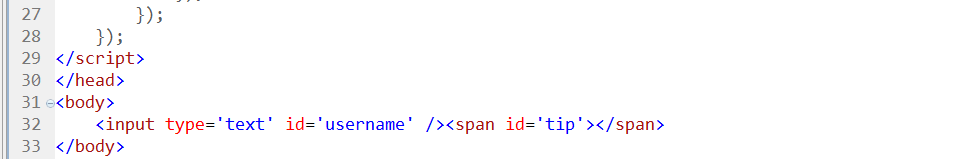 27        });
28    });
29 </script>
30 </head>
31 <body>
32    <input type='text' id='username' /><span id='tip'></span>
33 </body>